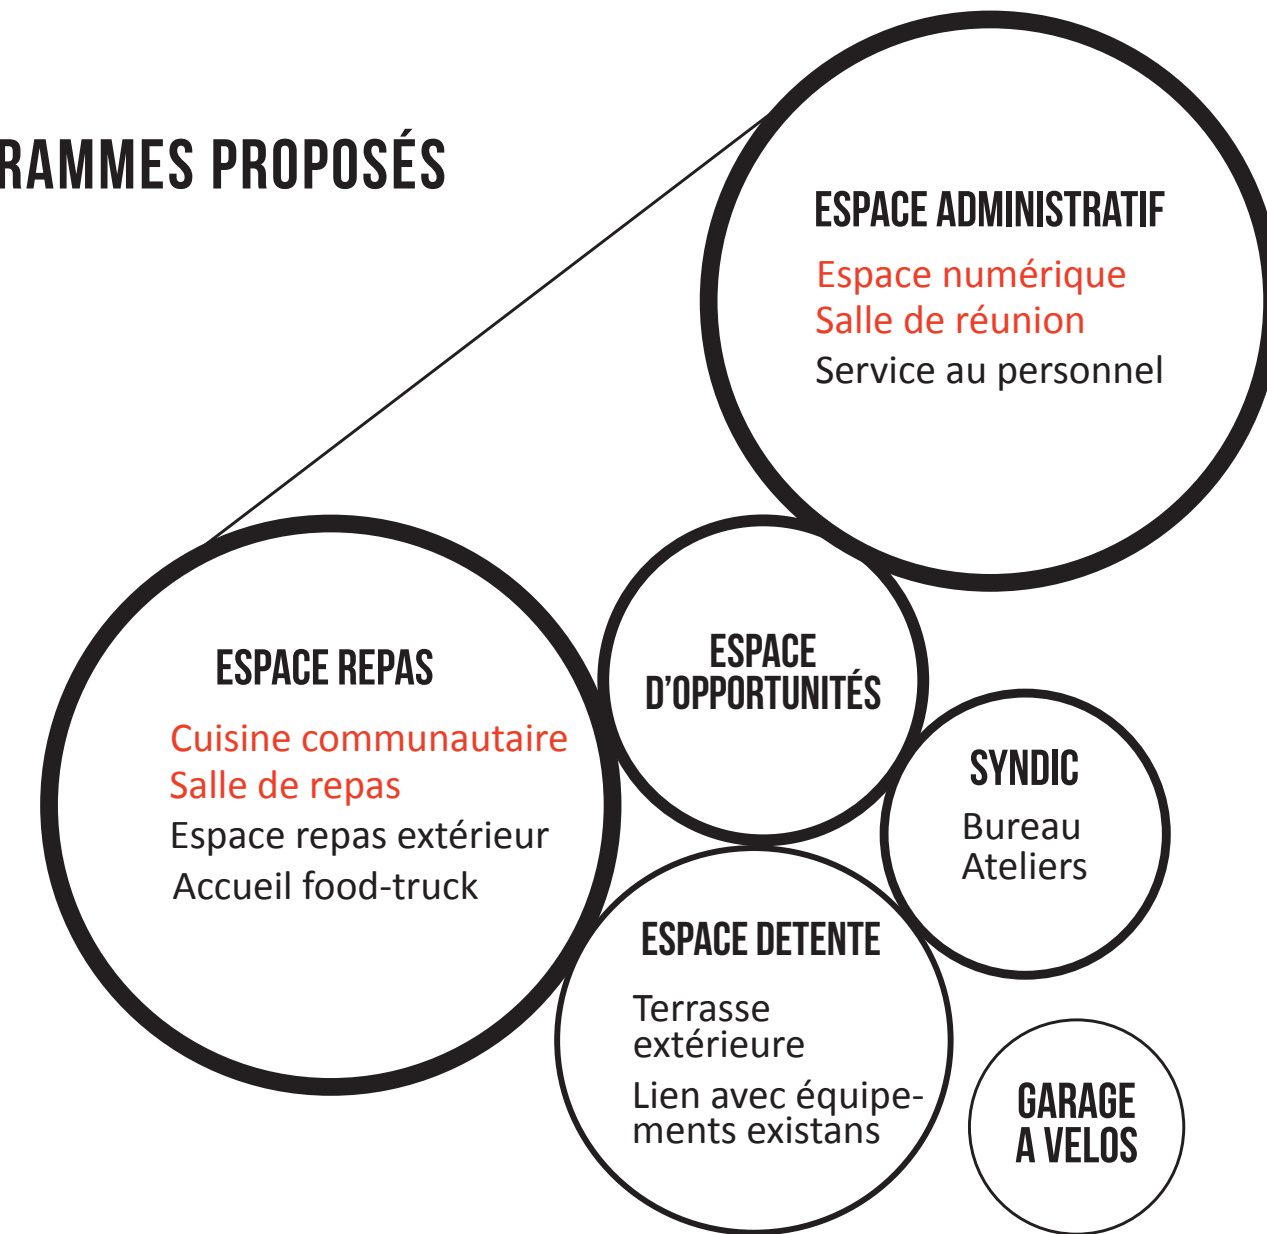 RAMMES PROPOSÉS
ESPACE ADMINISTRATIF
Espace numérique
Salle de réunion
Service au personnel
ESPACE REPAS
Cuisine communautaire
Salle de repas
Espace repas extérieur
Accueil food-truck
ESPACE
D’OPPORTUNITÉS
SYNDIC
Bureau
Ateliers
ESPACE DETENTE
Terrasse
extérieure
Lien avec équipe-
ments existans
GARAGE
A VELOS